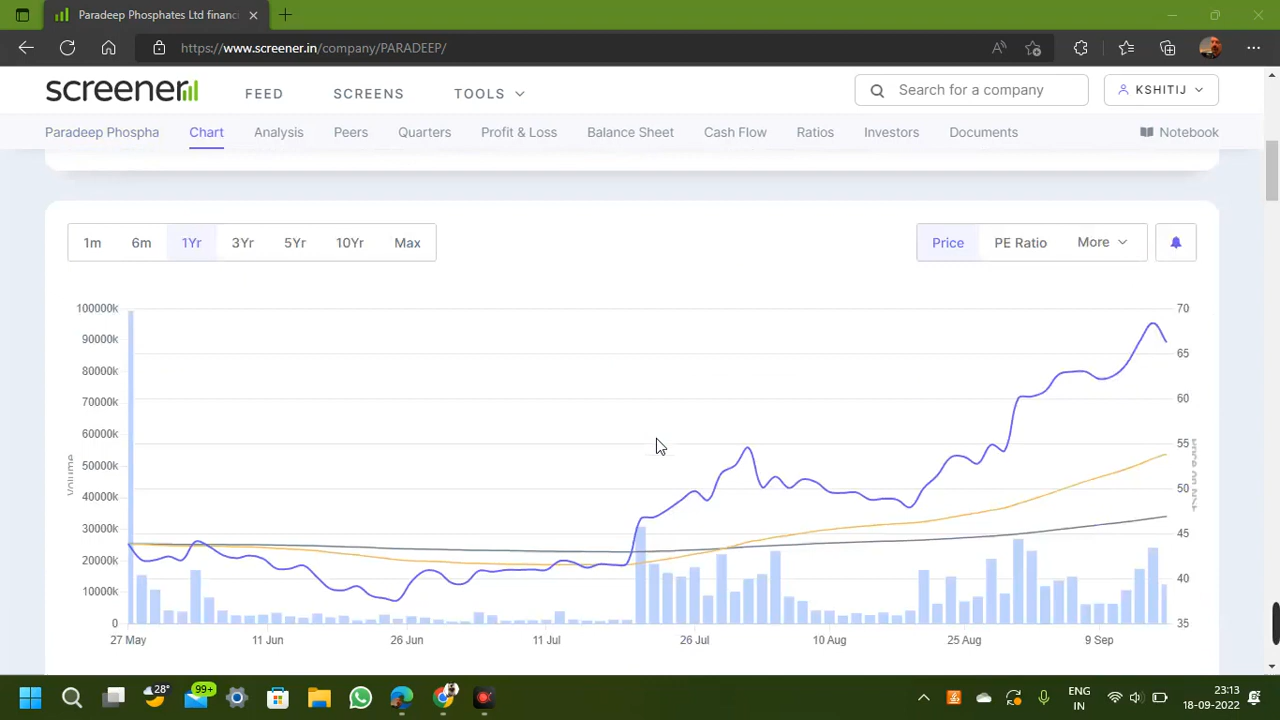 Paradeep Phosphates Ltd financi
https://www.screener.in/company/PARADEEP/
screener
FEED
SCREENS
TOOLS
Search for a company
KSHITIJ
Paradeep Phospha
Chart
Analysis
Peers
Quarters
Profit & Loss
Balance Sheet
Cash Flow
Ratios
Investors
Documents
Notebook
1m
6m
1Yr
3Yr
5Yr
10Yr
Max
Price
PE Ratio
More
100000k
90000k
80000k
70000k
60000k
50000k
40000k
30000k
20000k
10000k
0
Volume
70
65
60
55
50
45
40
35
27 May
11 Jun
26 Jun
11 Jul
26 Jul
10 Aug
25 Aug
9 Sep
28°
99+
ENG
IN
23:13
18-09-2022